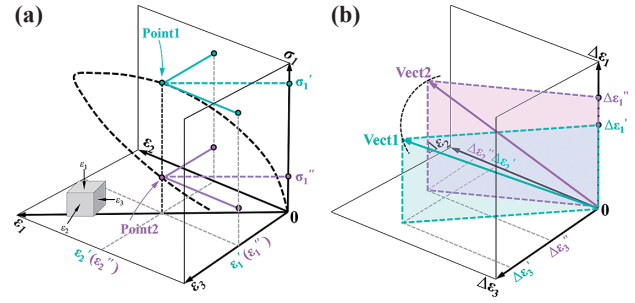 (a)
Point1
σ₁
σ₁′
ε₂
ε₁
ε₃
ε₂
σ₁″
Point2
ε₁
0
ε₂′(ε₂″)
ε₁′(ε₁″)
ε₃
(b)
Δε₁
Vect2
Δε₁″
Δε₁′
Vect1
Δε₂
Δε₂″
Δε₂′
0
Δε₃″
Δε₃′
Δε₃